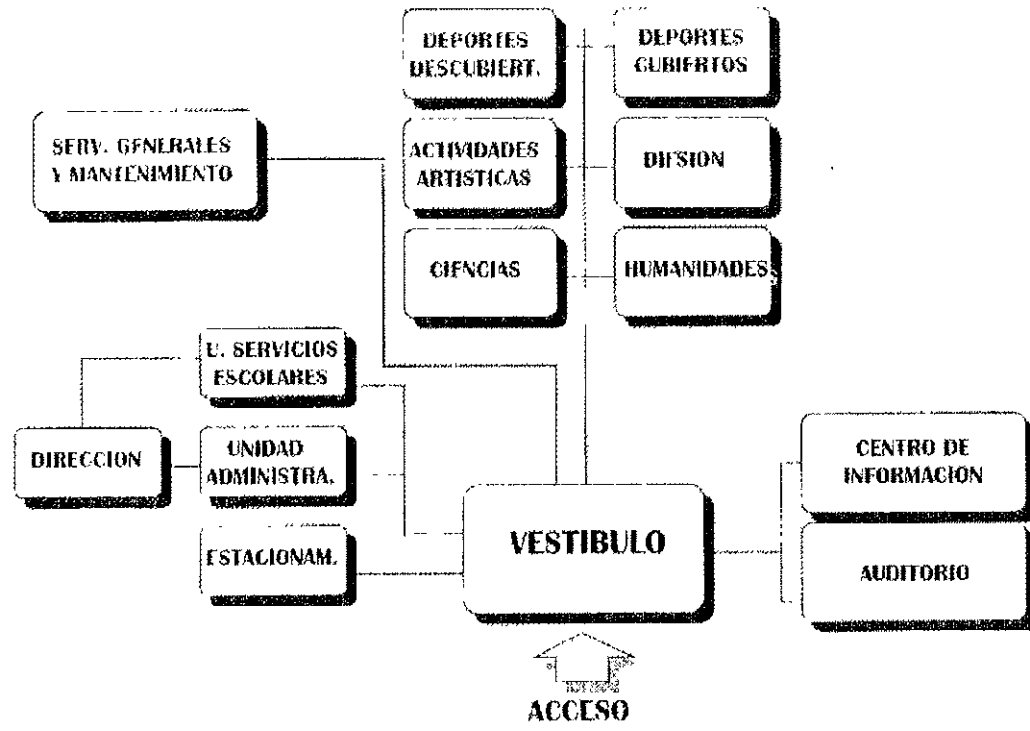 DEPORTES
DESCUBIERT.
DEPORTES
CUBIERTOS
SERV. GENERALES
Y MANTENIMIENTO
ACTIVIDADES
ARTISTICAS
DIFSION
CIENCIAS
HUMANIDADES
U. SERVICIOS
ESCOLARES
DIRECCION
UNIDAD
ADMINISTRA.
ESTACIONAM.
VESTIBULO
CENTRO DE
INFORMACION
AUDITORIO
ACCESO